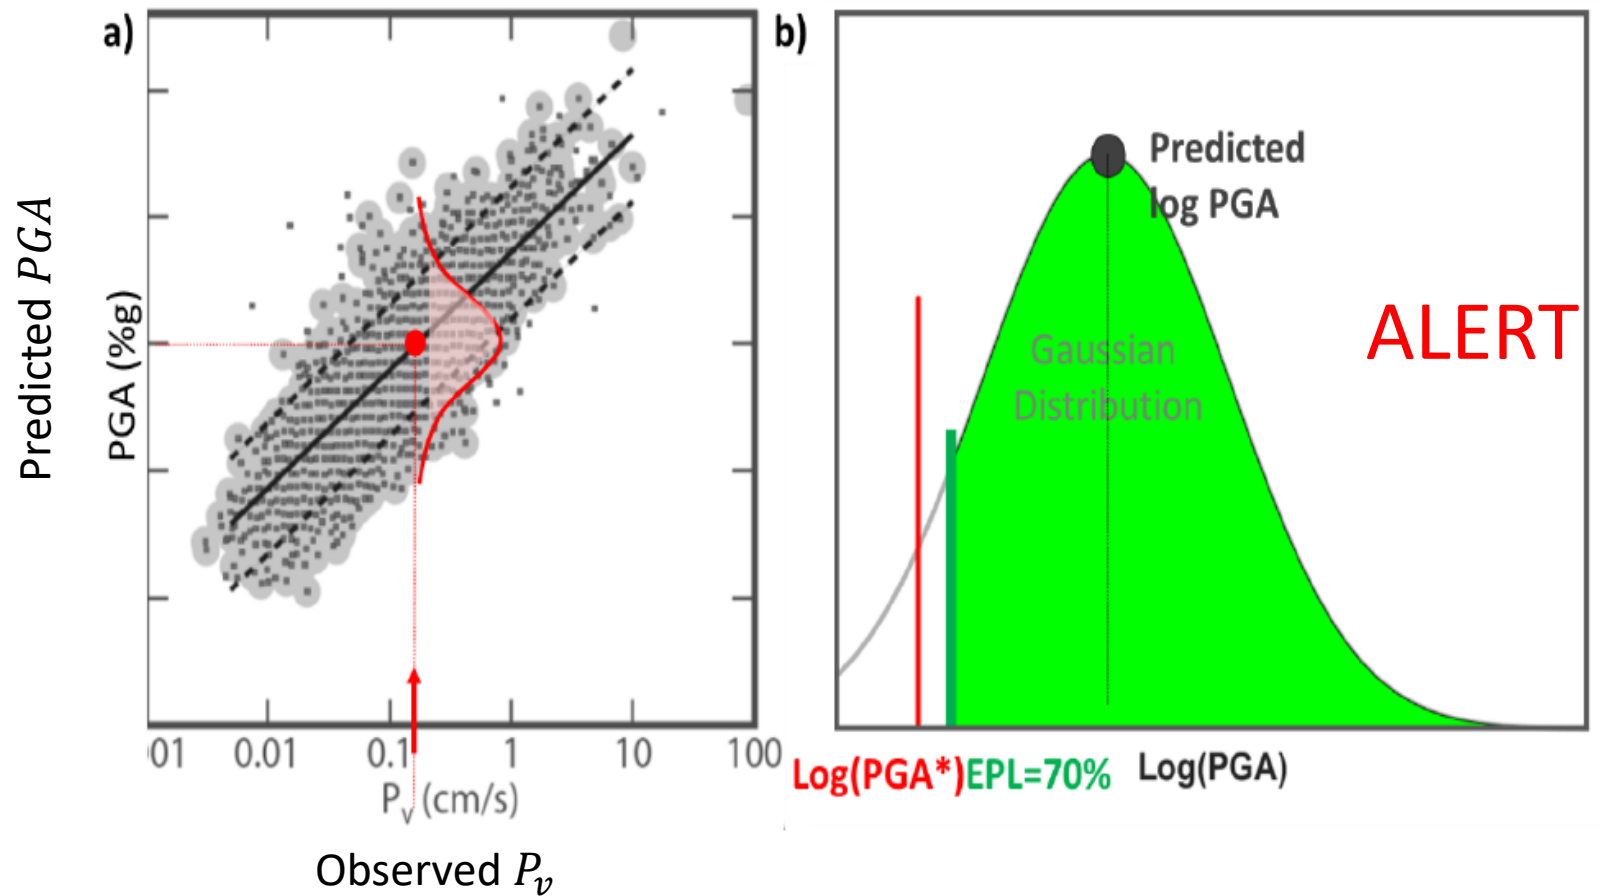 a)
Predicted PGA
PGA (%g)
001 0.01 0.1 1 10 100
Pv (cm/s)
Observed Pv
b)
Predicted
log PGA
Gaussian
Distribution
ALERT
Log(PGA*) EPL=70% Log(PGA)